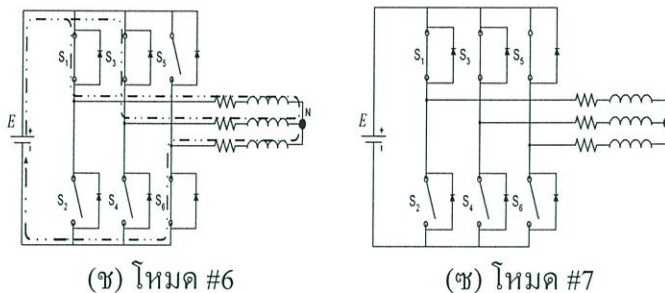 S1 S3 S5
E + -
N
S2 S4 S6
(ช) โหมด #6
S1 S3 S5
E + -
S2 S4 S6
(ซ) โหมด #7